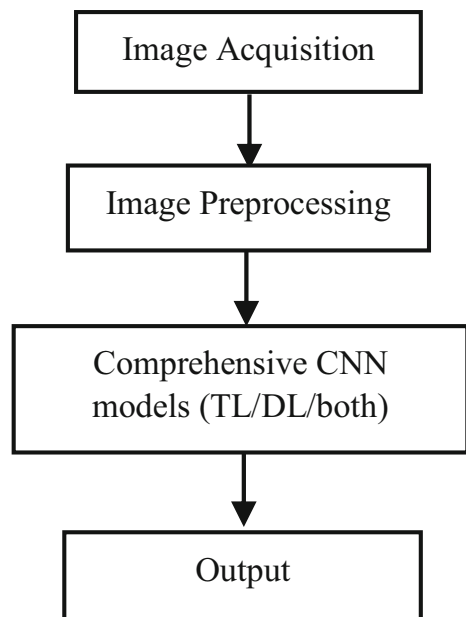 Image Acquisition
Image Preprocessing
Comprehensive CNN
models (TL/DL/both)
Output